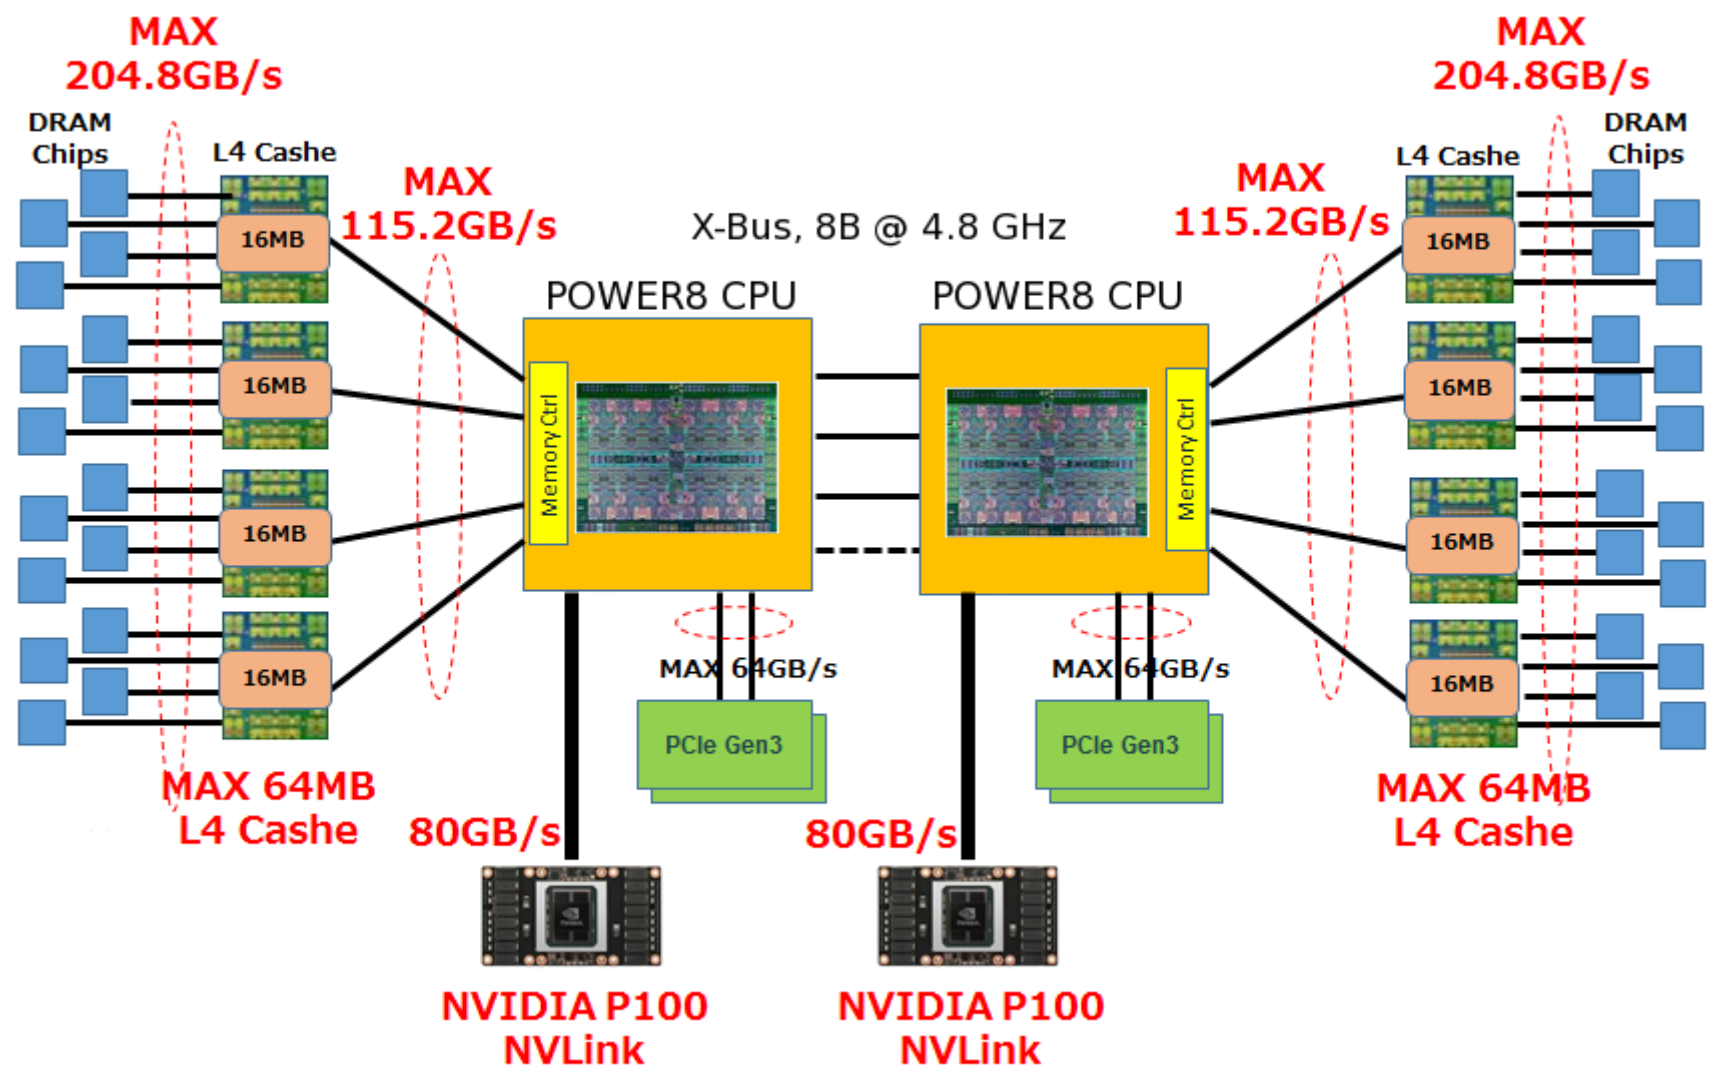 MAX
204.8GB/s
MAX
204.8GB/s
DRAM
Chips
L4 Cashe
DRAM
Chips
L4 Cashe
MAX
115.2GB/s
MAX
115.2GB/s
X-Bus, 8B @ 4.8 GHz
POWER8 CPU
POWER8 CPU
16MB
16MB
16MB
16MB
Memory Ctrl
Memory Ctrl
16MB
16MB
16MB
16MB
MAX 64GB/s
MAX 64GB/s
PCIe Gen3
PCIe Gen3
MAX 64MB
L4 Cashe
MAX 64MB
L4 Cashe
80GB/s
80GB/s
NVIDIA P100
NVLink
NVIDIA P100
NVLink